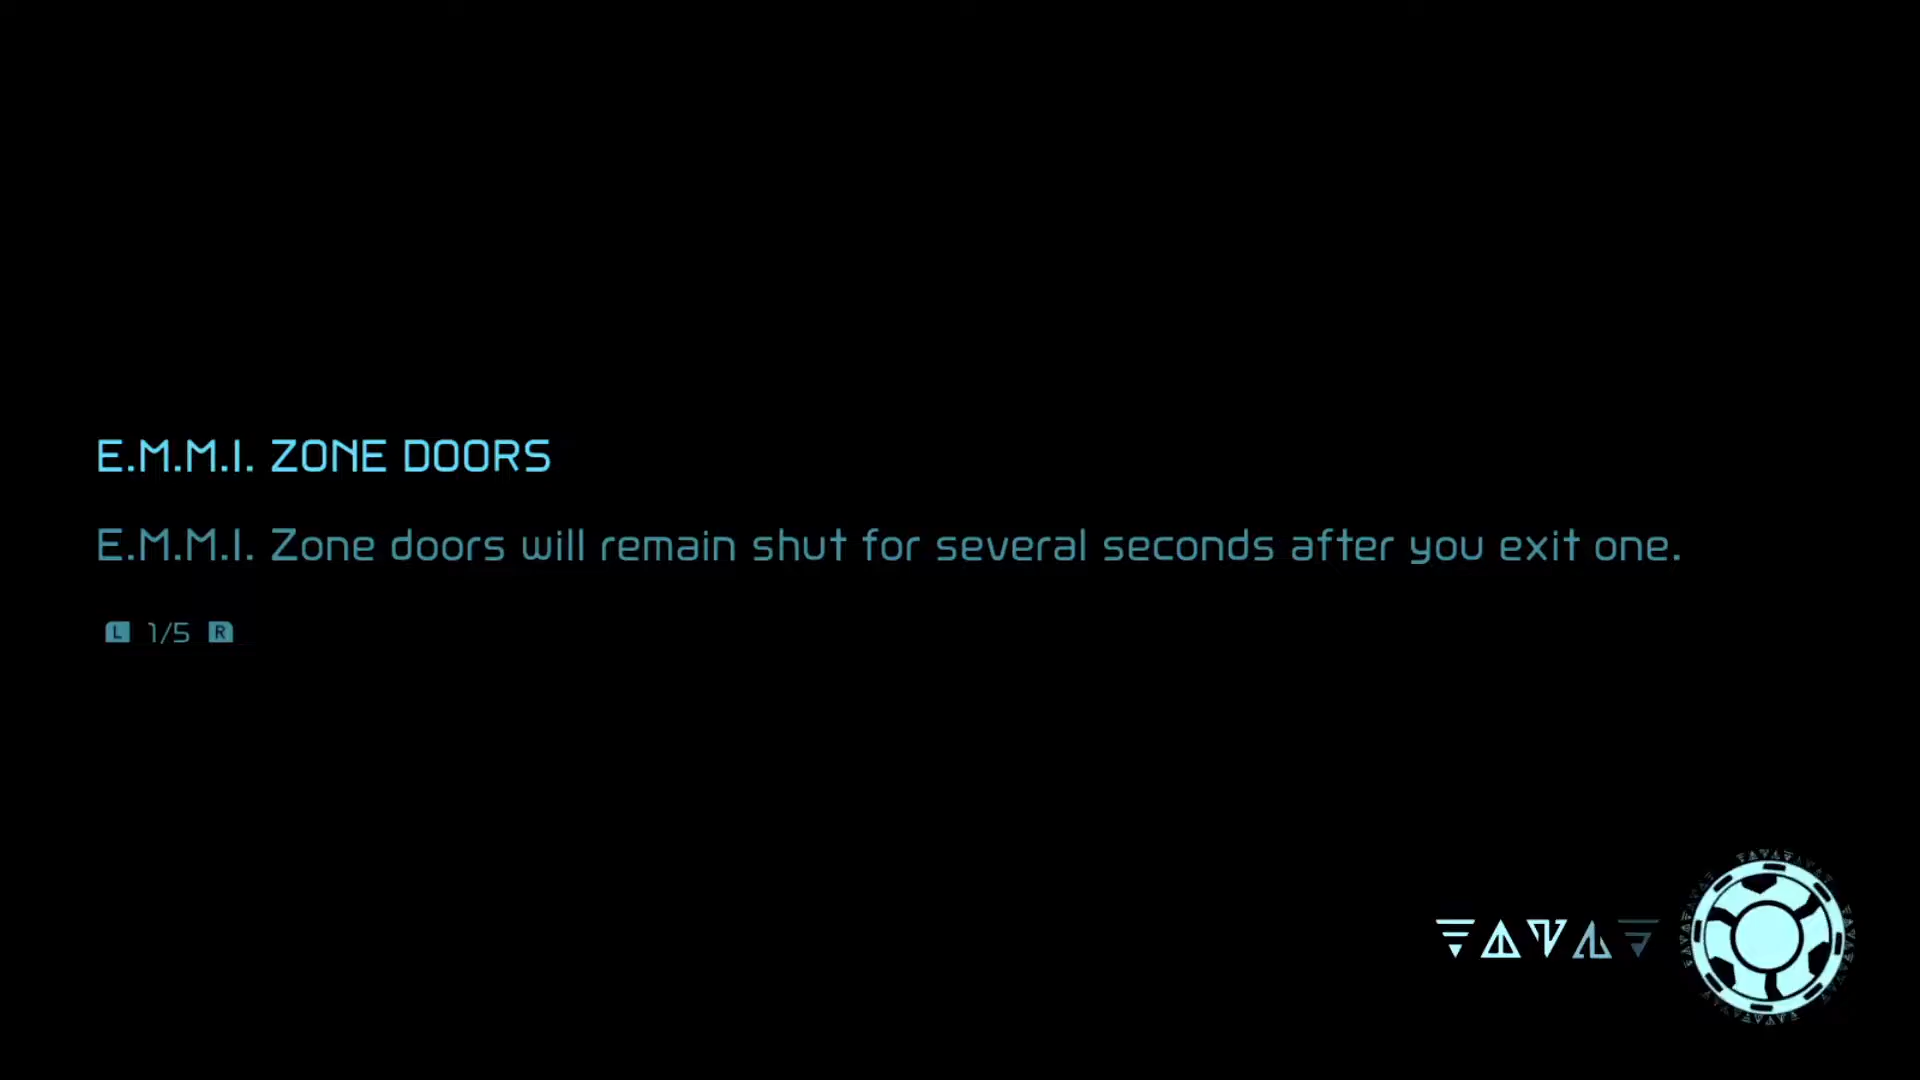 E.M.M.I. ZONE DOORS
E.M.M.I. Zone doors will remain shut for several seconds after you exit one.
L 1/5 R